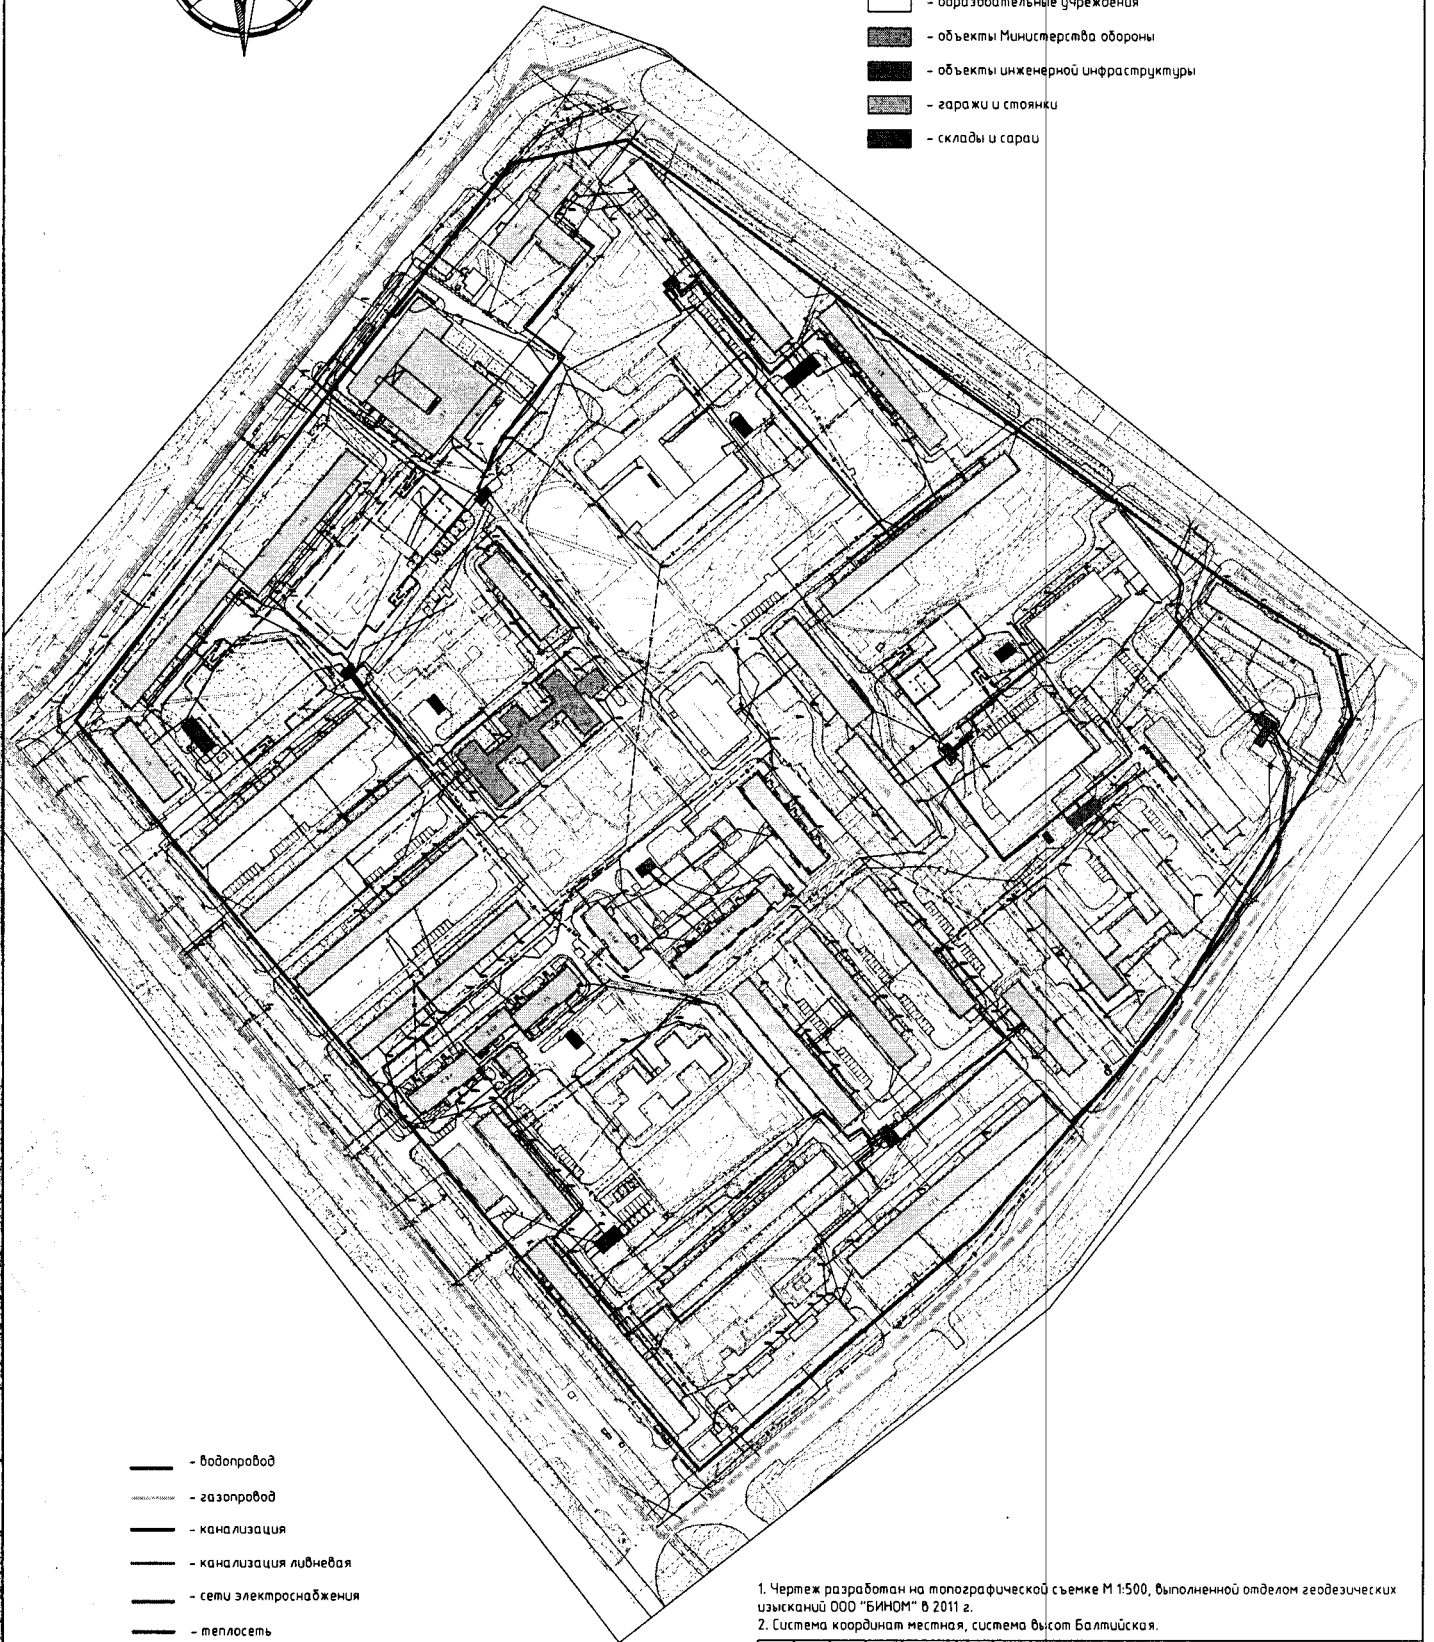 - образовательные учреждения
- объекты Министерства обороны
- объекты инженерной инфраструктуры
- гаражи и стоянки
- склады и сараи
- водопровод
- газопровод
- канализация
- канализация ливневая
- сети электроснабжения
- теплосеть
1. Чертеж разработан на топографической съемке М 1:500, выполненной отделом геодезических
изысканий ООО "БИНОМ" в 2011 г.
2. Система координат местная, система высот Балтийская.